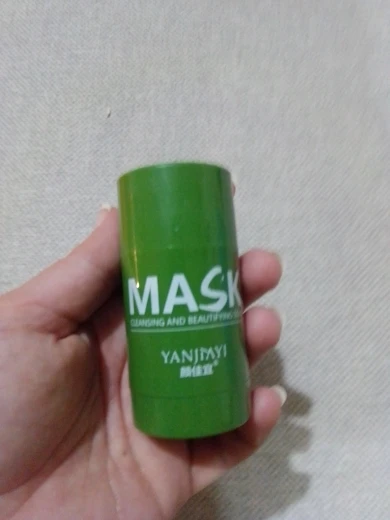 MASK
CLEANSING AND BEAUTIFYING
YANJIAYI
颜佳宜®